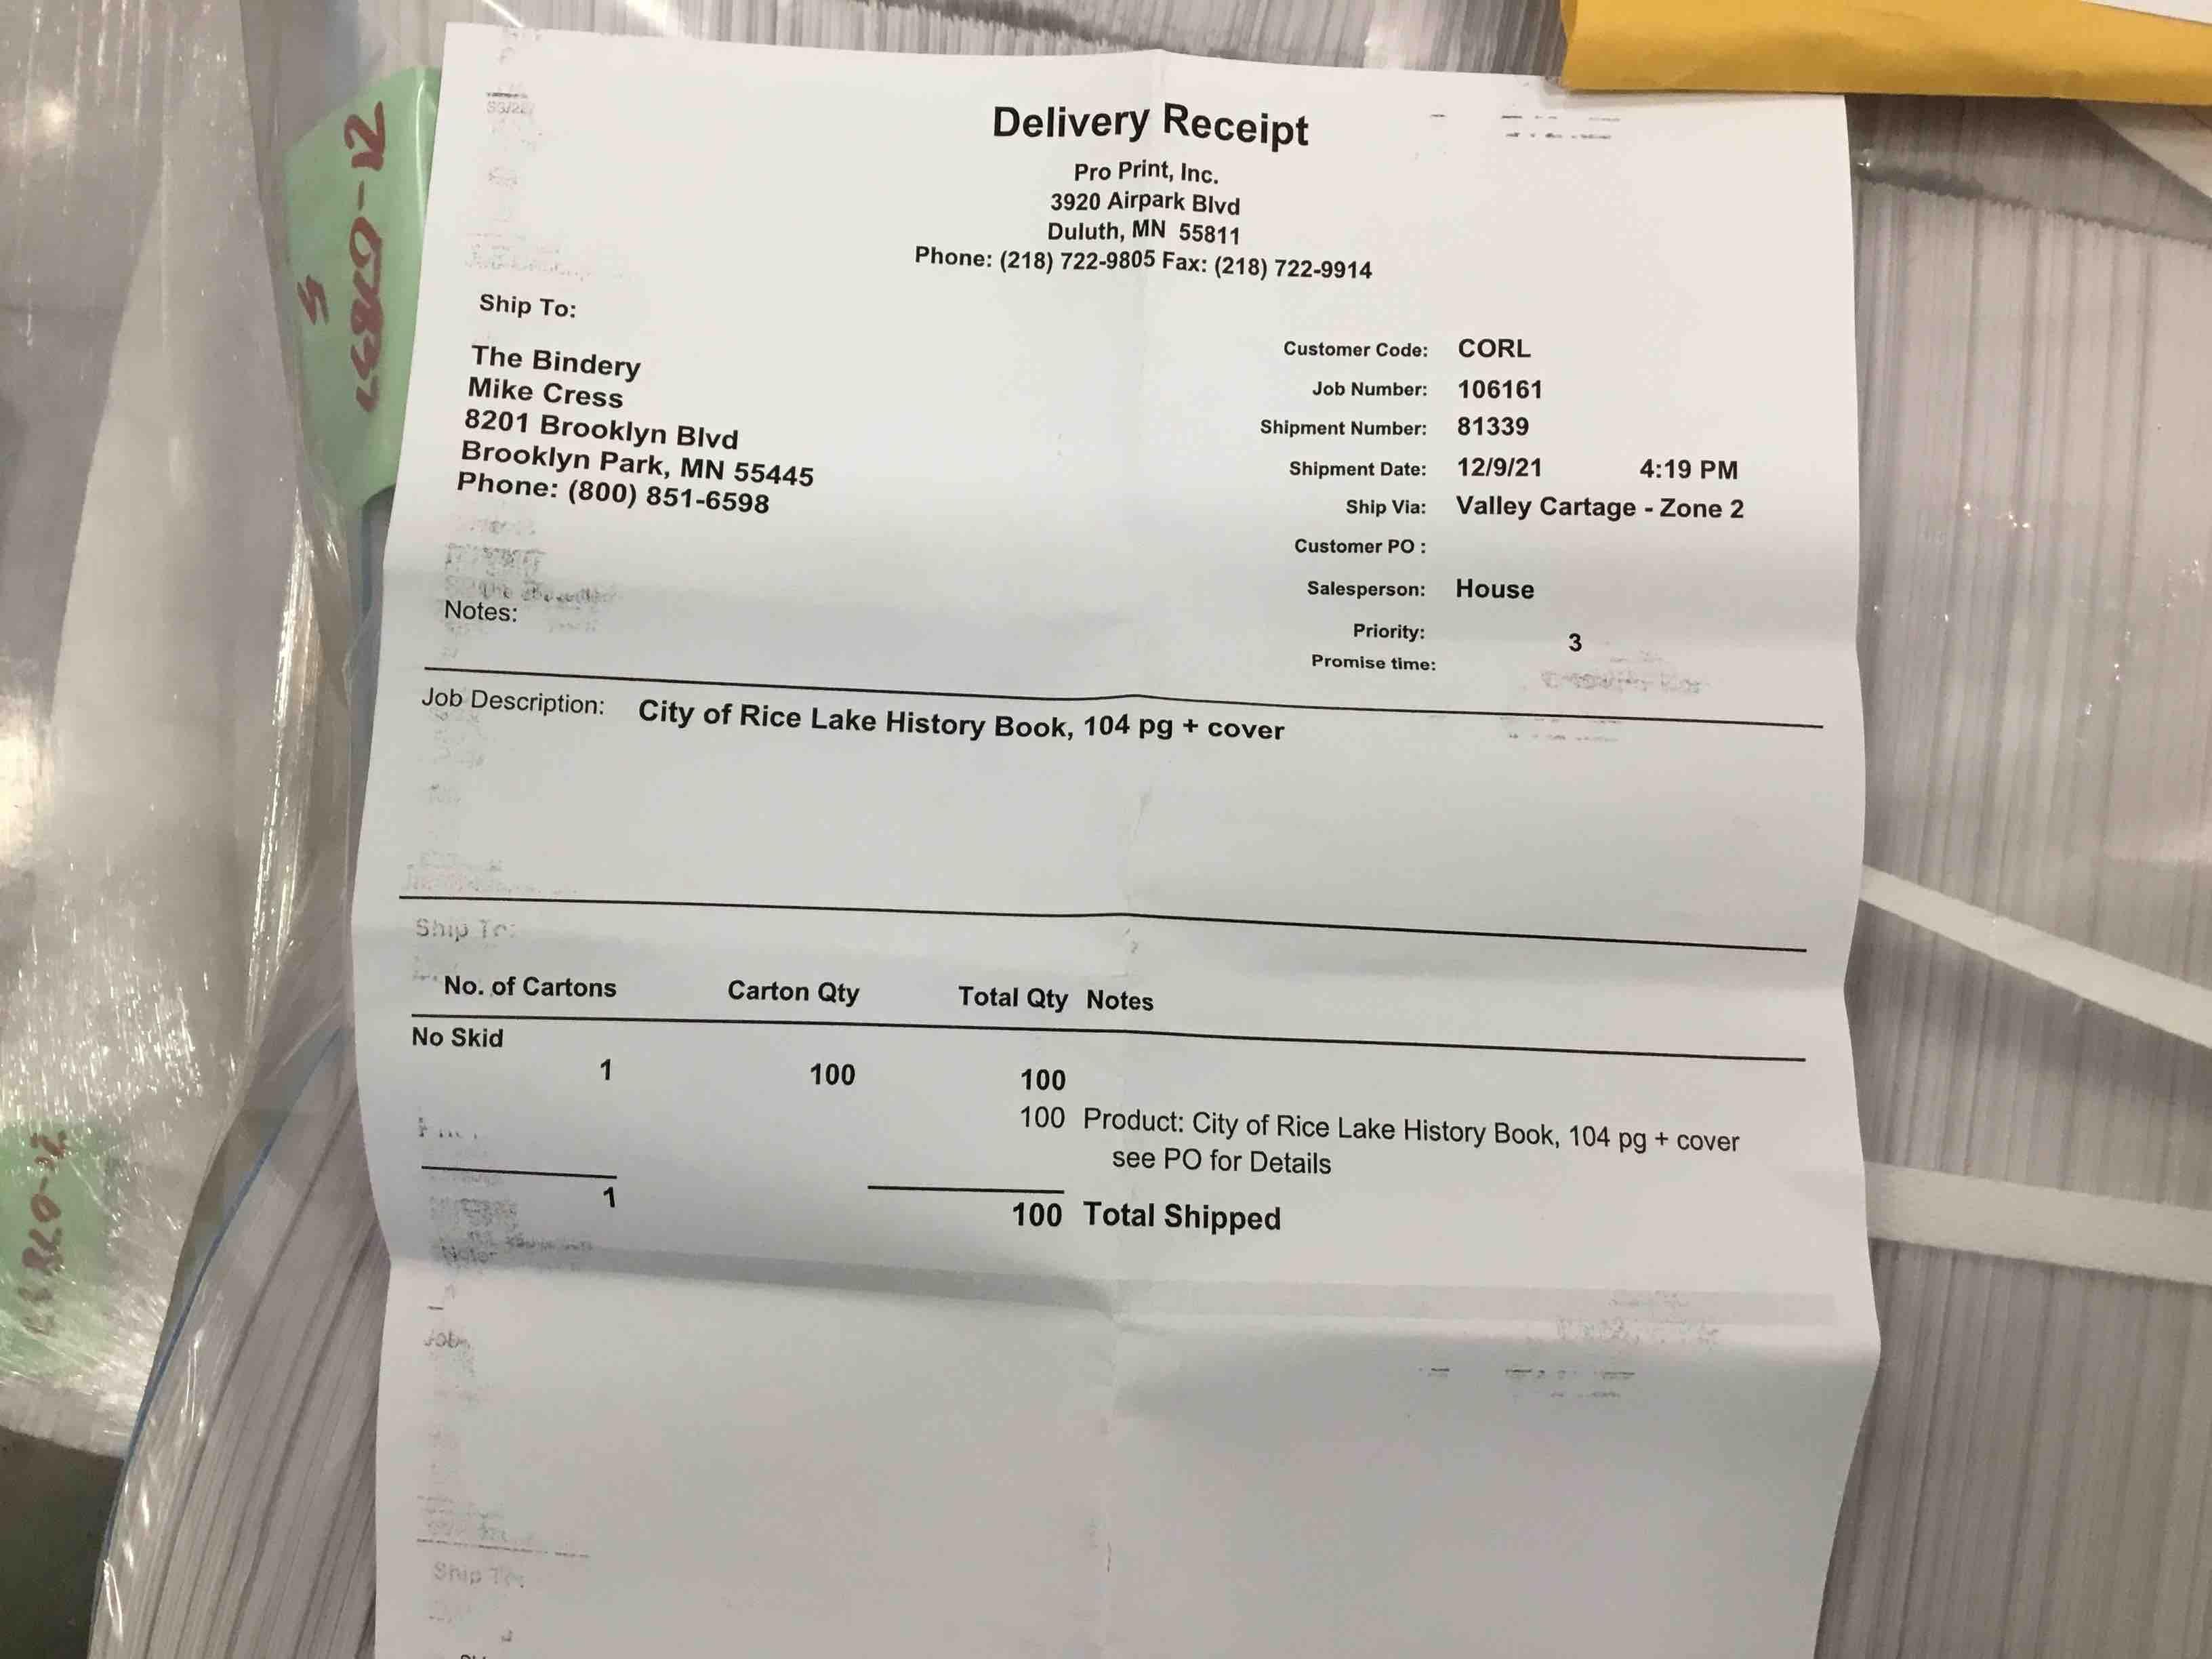 Delivery Receipt
Pro Print, Inc.
3920 Airpark Blvd
Duluth, MN 55811
Phone: (218) 722-9805 Fax: (218) 722-9914
Ship To:
The Bindery
Mike Cress
8201 Brooklyn Blvd
Brooklyn Park, MN 55445
Phone: (800) 851-6598
Customer Code: CORL
Job Number: 106161
Shipment Number: 81339
Shipment Date: 12/9/21 4:19 PM
Ship Via: Valley Cartage - Zone 2
Customer PO :
Salesperson: House
Priority: 3
Promise time:
Notes:
Job Description: City of Rice Lake History Book, 104 pg + cover
Ship To:
No. of Cartons Carton Qty Total Qty Notes
No Skid
1 100 100
100 Product: City of Rice Lake History Book, 104 pg + cover
see PO for Details
1 100 Total Shipped
Ship To: